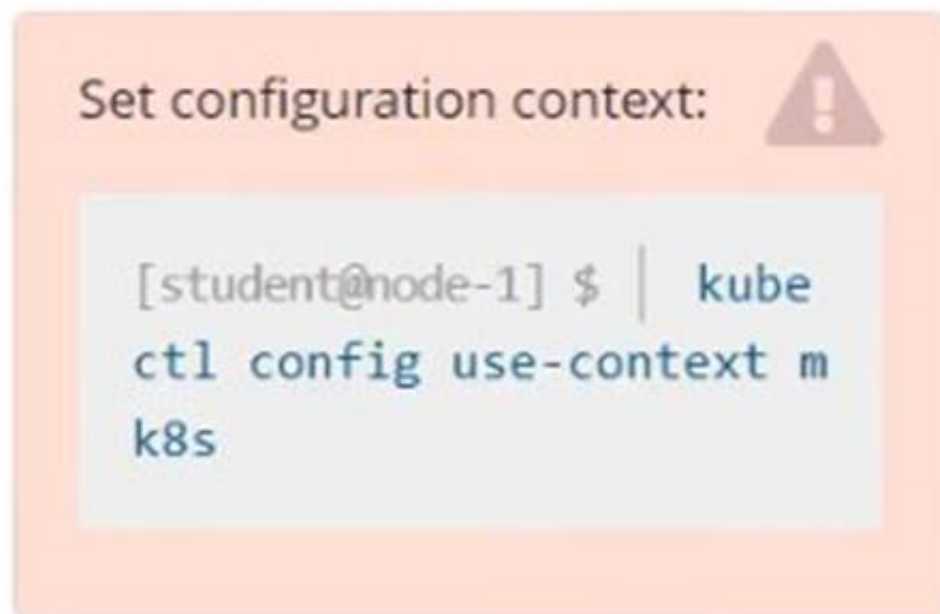 Set configuration context:
[student@node-1] $ | kube
ctl config use-context m
k8s